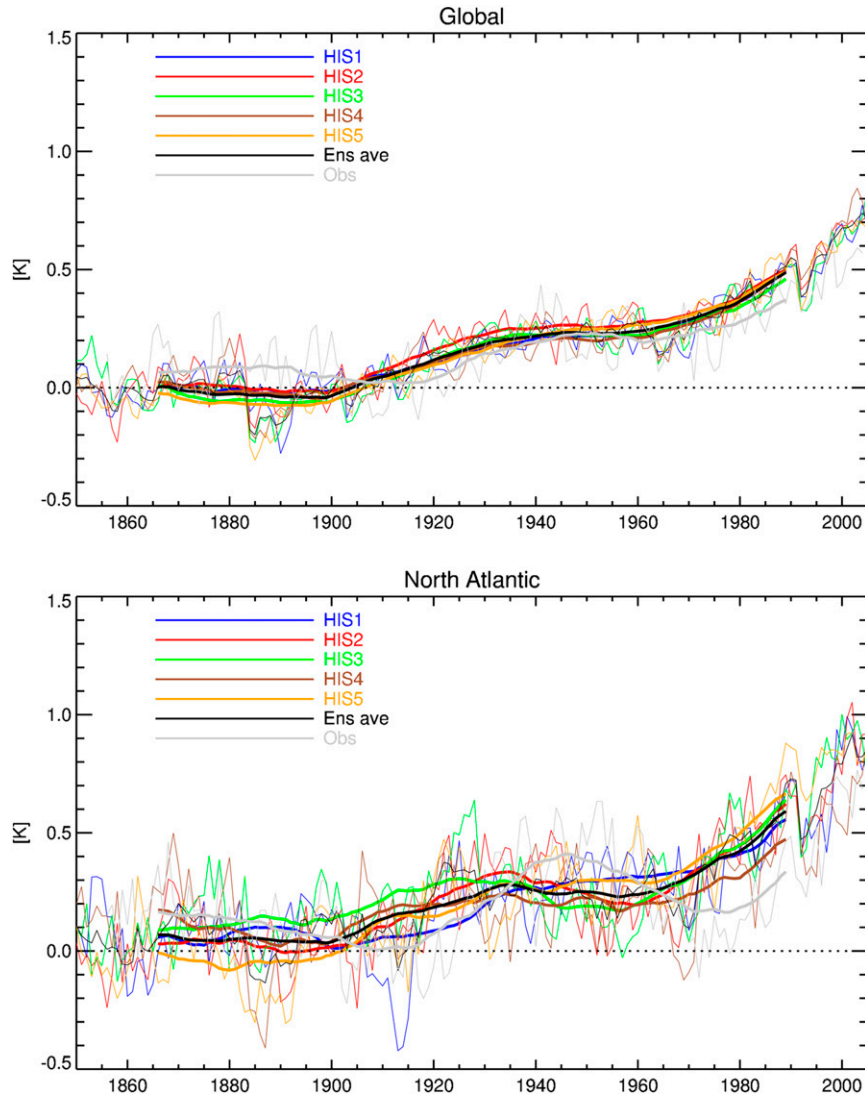 Global
1.5
HIS1
HIS2
HIS3
1.0
HIS4
HIS5
Ens ave
Obs
[K]
0.5
0.0
-0.5
1860 1880 1900 1920 1940 1960 1980 2000
North Atlantic
1.5
HIS1
HIS2
HIS3
1.0
HIS4
HIS5
Ens ave
Obs
[K]
0.5
0.0
-0.5
1860 1880 1900 1920 1940 1960 1980 2000